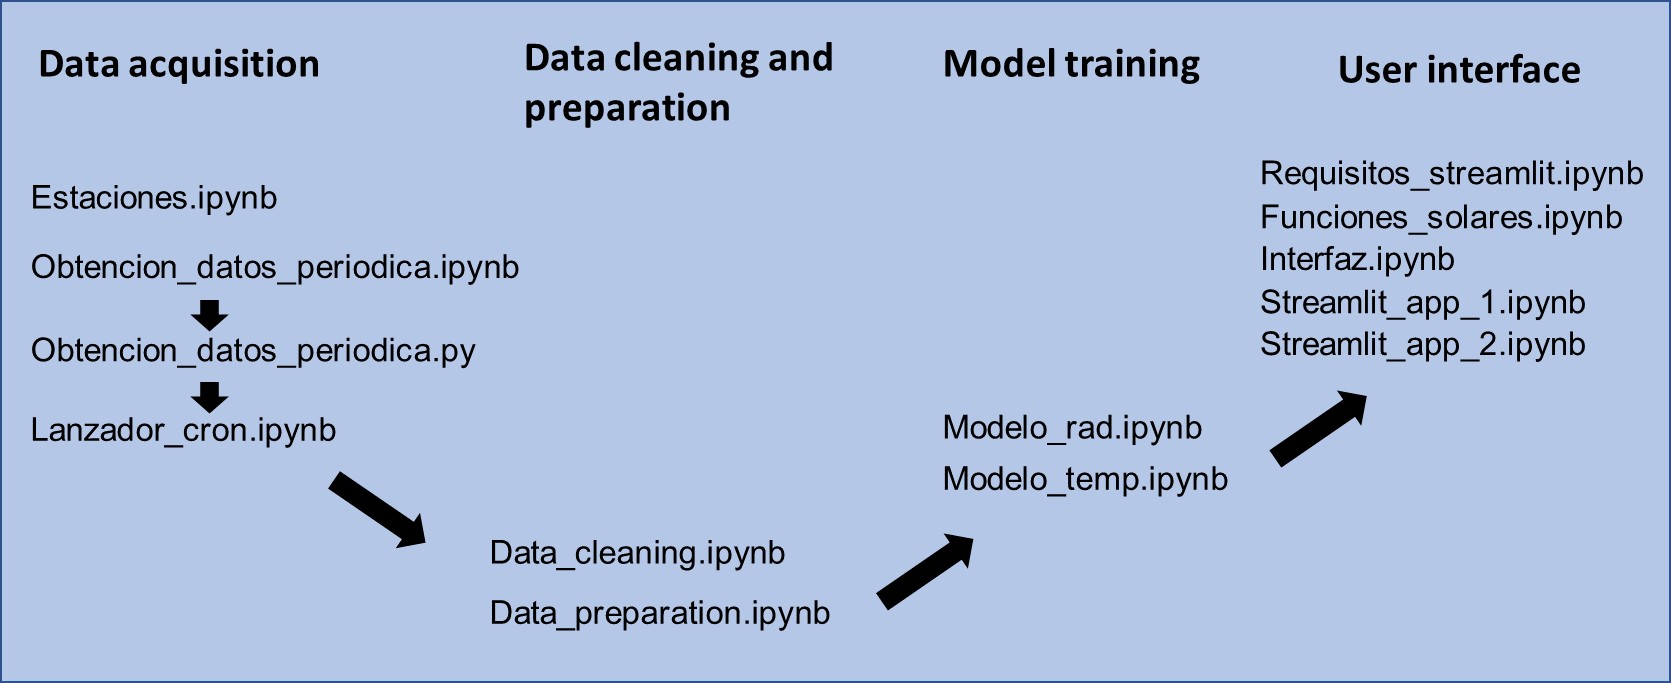 Data acquisition
Estaciones.ipynb
Obtencion_datos_periodica.ipynb
Obtencion_datos_periodica.py
Lanzador_cron.ipynb
Data cleaning and
preparation
Data_cleaning.ipynb
Data_preparation.ipynb
Model training
Modelo_rad.ipynb
Modelo_temp.ipynb
User interface
Requisitos_streamlit.ipynb
Funciones_solares.ipynb
Interfaz.ipynb
Streamlit_app_1.ipynb
Streamlit_app_2.ipynb